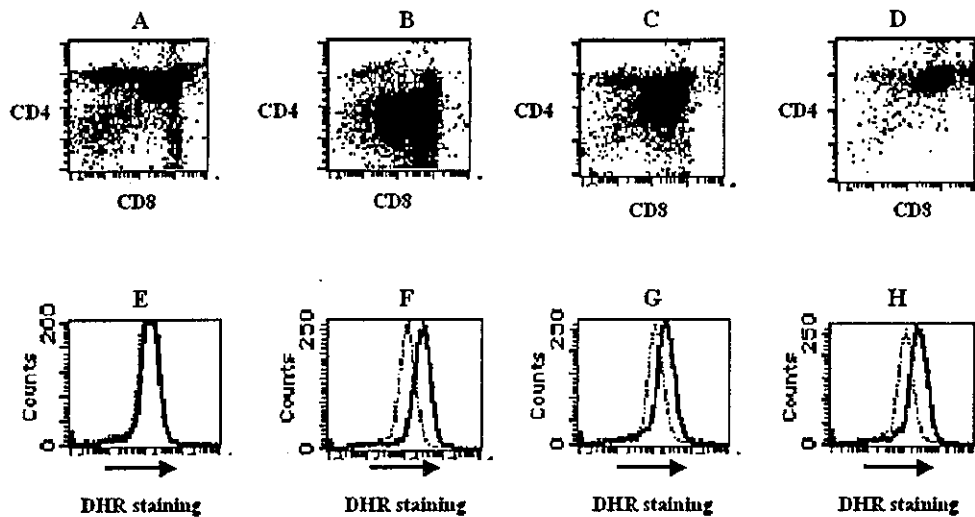 A B C D
CD4 CD4 CD4 CD4
CD8 CD8 CD8 CD8
E F G H
200 250 250 250
Counts Counts Counts Counts
0 0 0 0
DHR staining DHR staining DHR staining DHR staining